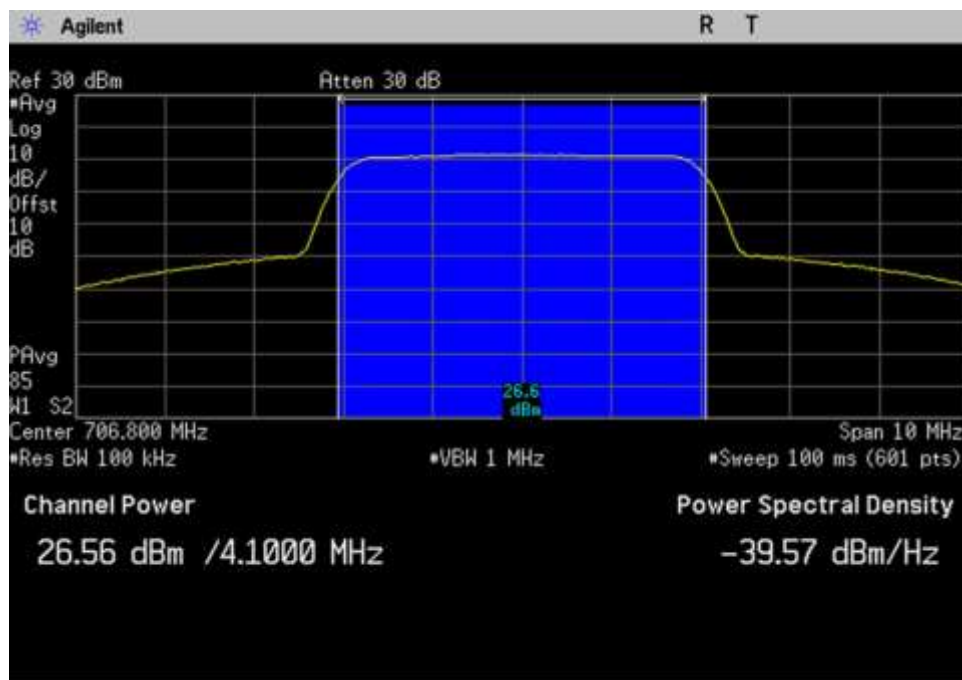 Agilent R T
Ref 30 dBm Atten 30 dB
*Avg
Log
10
dB/
Offst
10
dB
PAvg
85
W1 S2
26.6
dBm
Center 706.800 MHz Span 10 MHz
*Res BW 100 kHz *VBW 1 MHz *Sweep 100 ms (601 pts)
Channel Power Power Spectral Density
26.56 dBm /4.1000 MHz -39.57 dBm/Hz